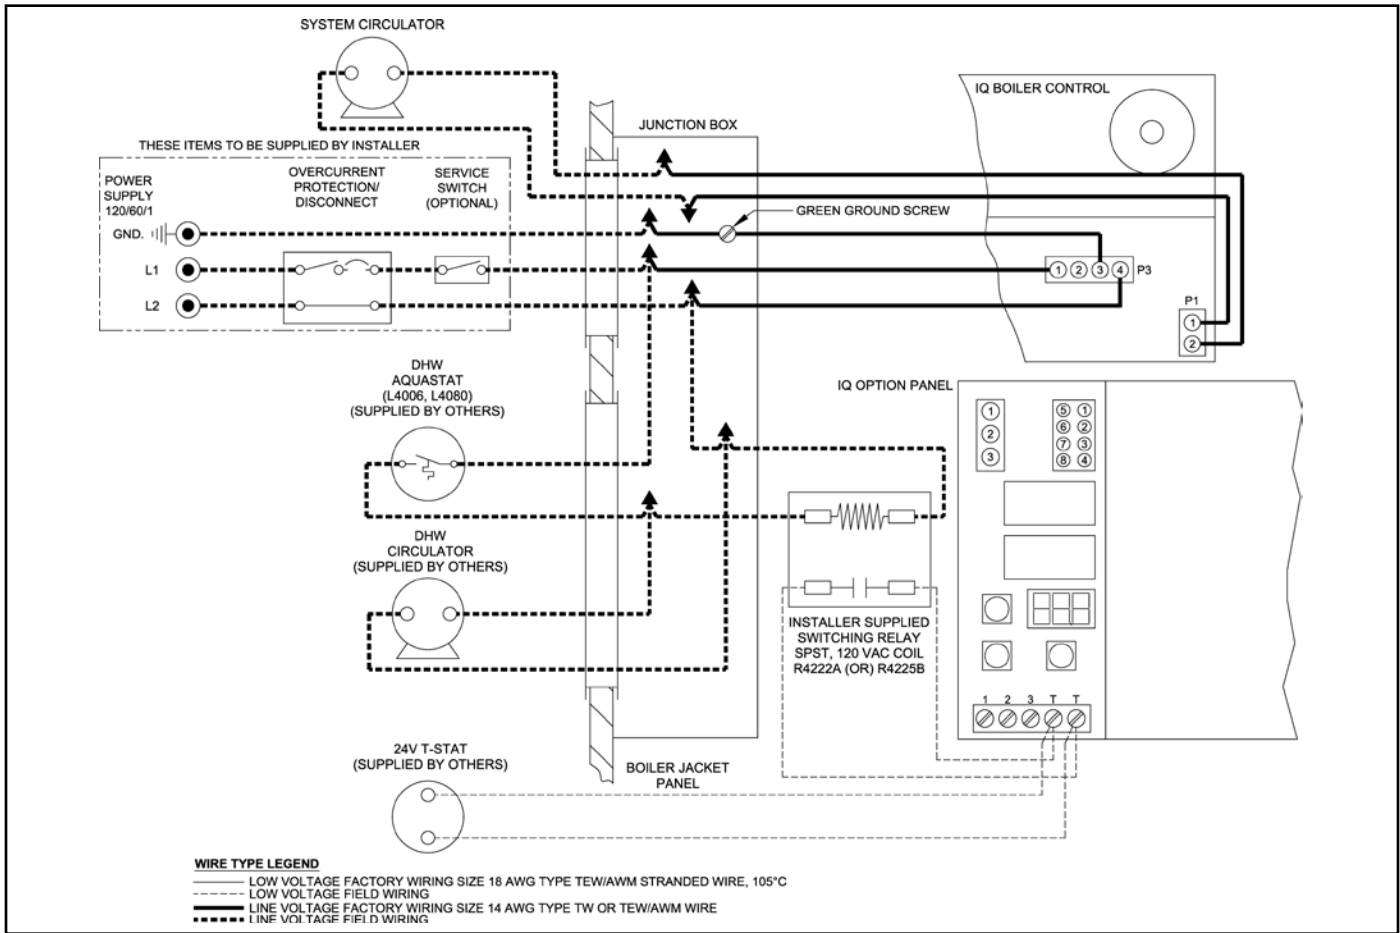 SYSTEM CIRCULATOR
THESE ITEMS TO BE SUPPLIED BY INSTALLER
POWER
SUPPLY
120/60/1
OVERCURRENT
PROTECTION/
DISCONNECT
SERVICE
SWITCH
(OPTIONAL)
GND.
L1
L2
JUNCTION BOX
GREEN GROUND SCREW
IQ BOILER CONTROL
1 2 3 4 P3
P1
1
2
DHW
AQUASTAT
(L4006, L4080)
(SUPPLIED BY OTHERS)
DHW
CIRCULATOR
(SUPPLIED BY OTHERS)
24V T-STAT
(SUPPLIED BY OTHERS)
BOILER JACKET
PANEL
INSTALLER SUPPLIED
SWITCHING RELAY
SPST, 120 VAC COIL
R4222A (OR) R4225B
IQ OPTION PANEL
1
2
3
5 1
6 2
7 3
8 4
1 2 3 T T
WIRE TYPE LEGEND
LOW VOLTAGE FACTORY WIRING SIZE 18 AWG TYPE TEW/AWM STRANDED WIRE, 105°C
LOW VOLTAGE FIELD WIRING
LINE VOLTAGE FACTORY WIRING SIZE 14 AWG TYPE TW OR TEW/AWM WIRE
LINE VOLTAGE FIELD WIRING